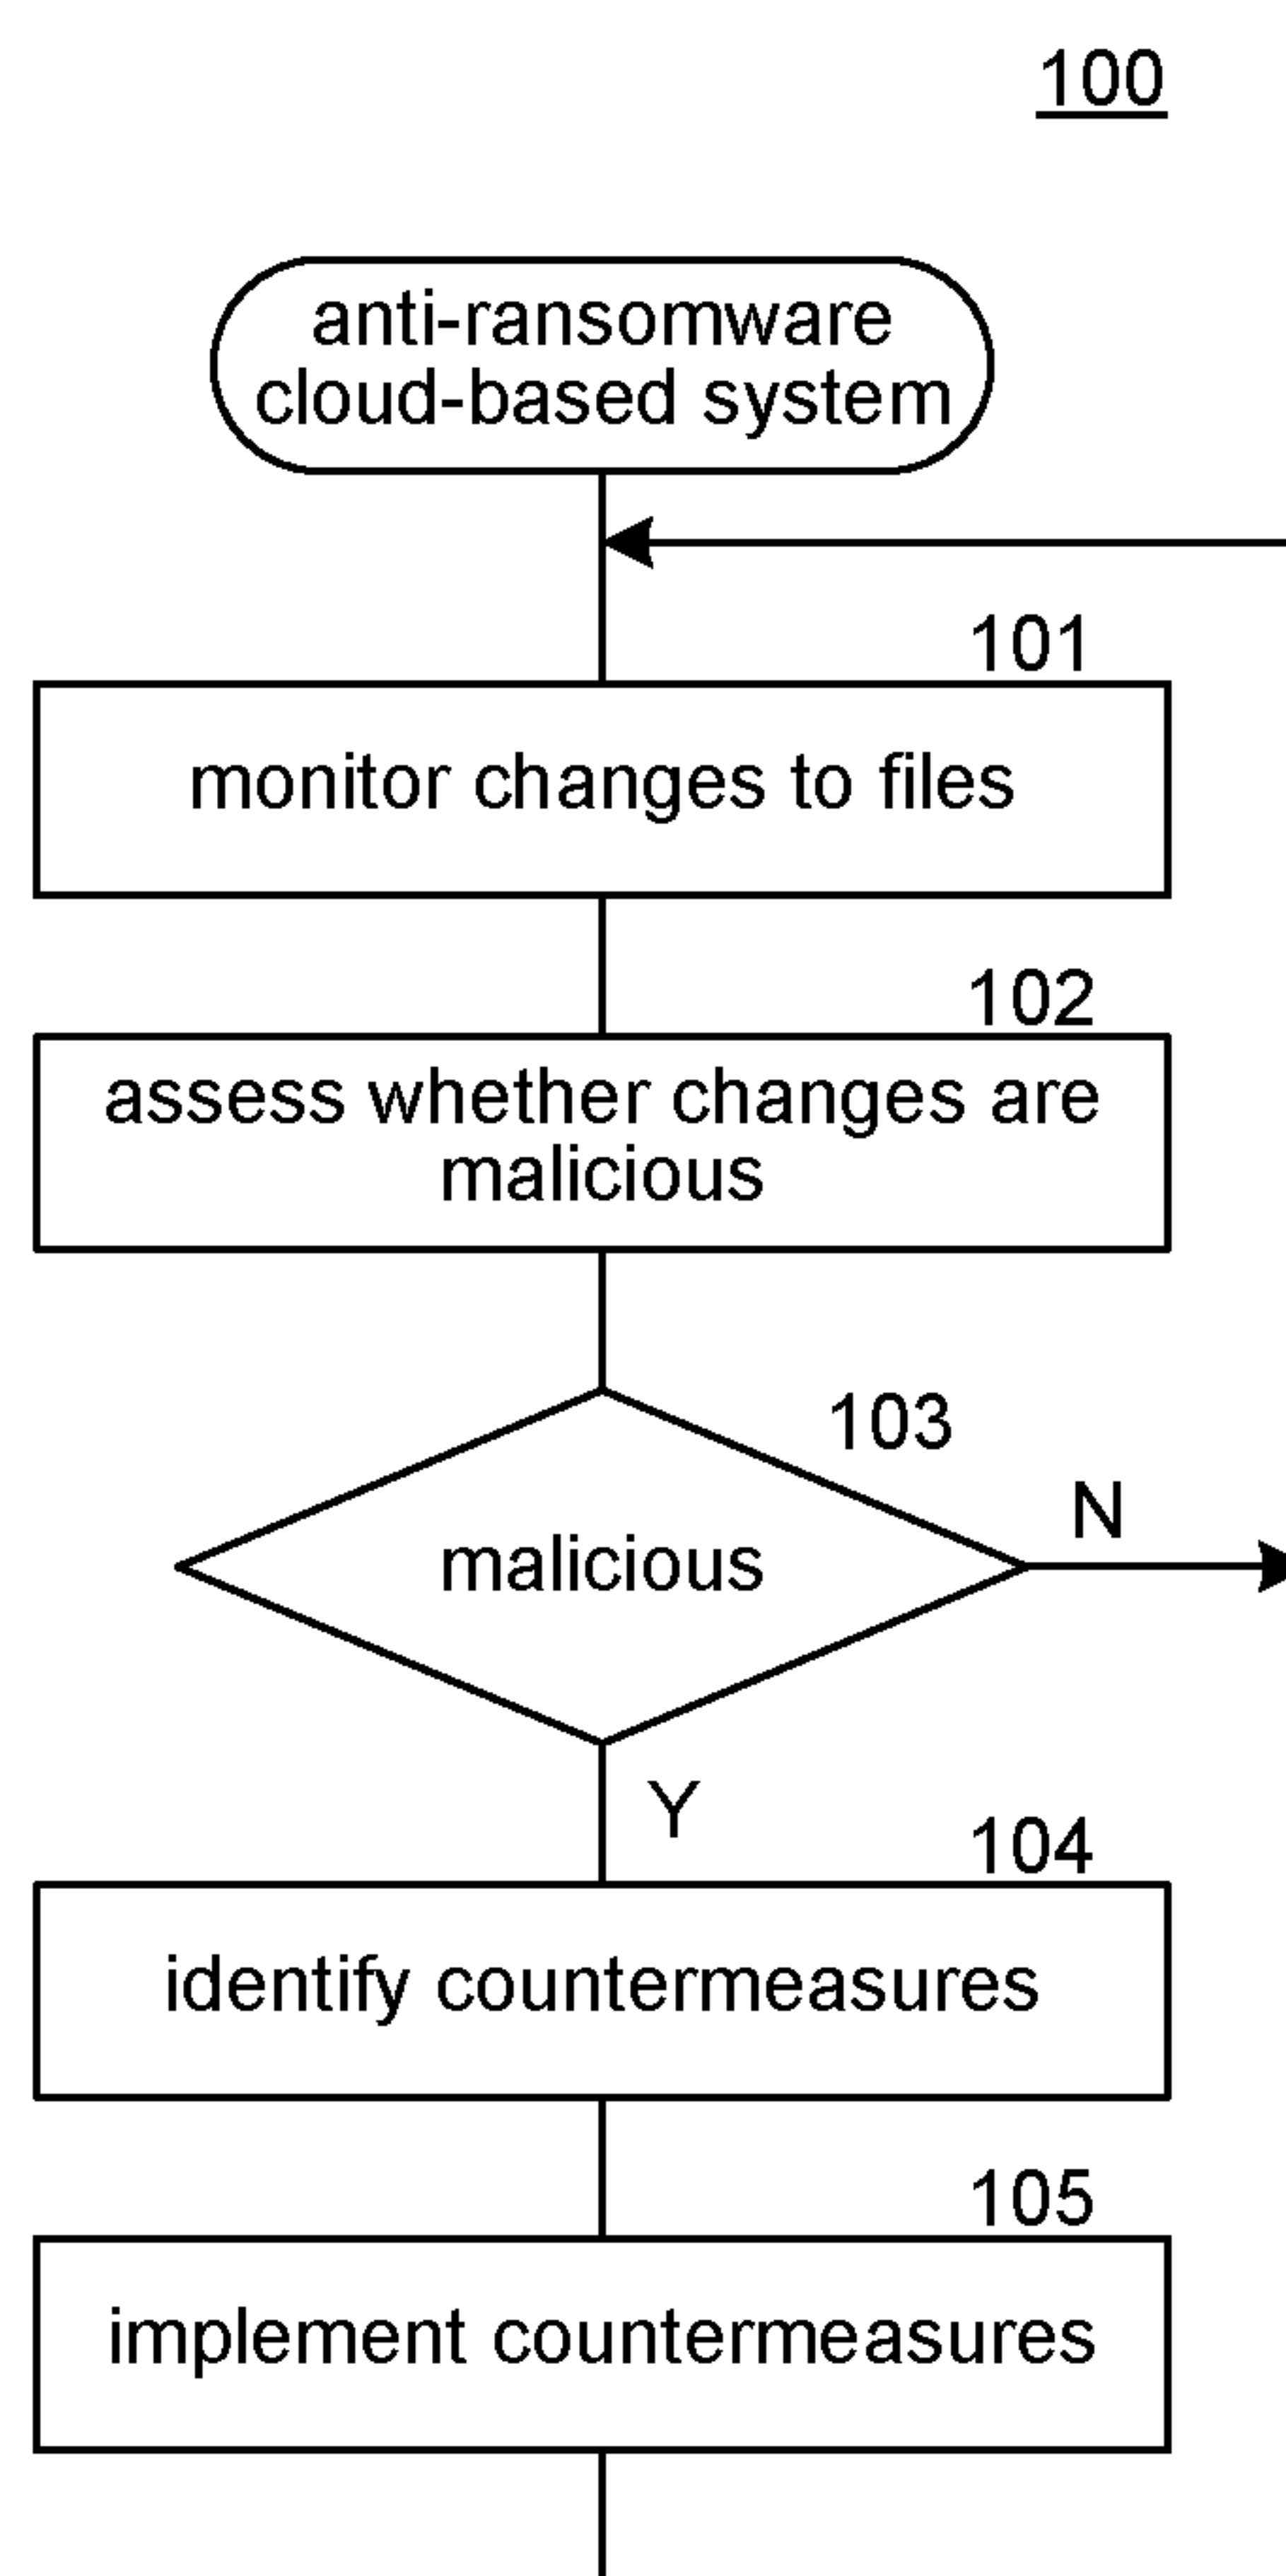 100
anti-ransomware
cloud-based system
101
monitor changes to files
102
assess whether changes are
malicious
103
malicious
N
Y
104
identify countermeasures
105
implement countermeasures